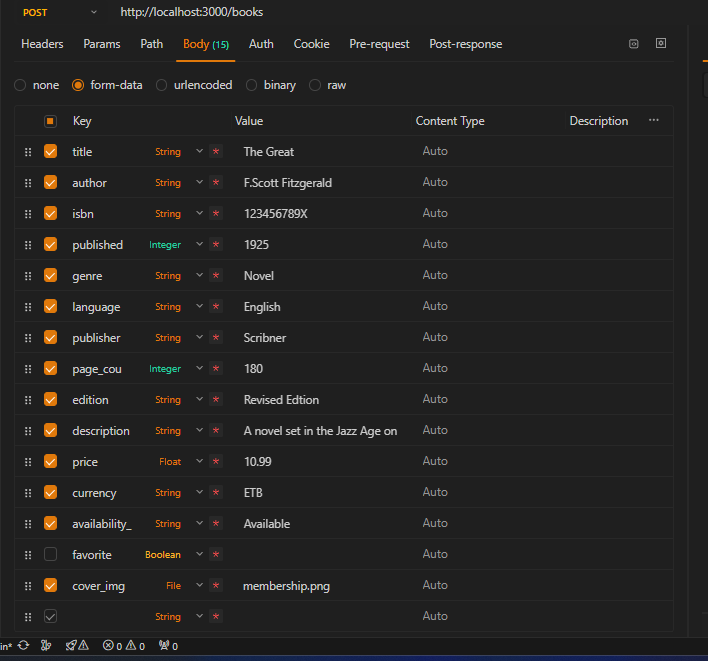 POST http://localhost:3000/books
Headers Params Path Body (15) Auth Cookie Pre-request Post-response
none form-data urlencoded binary raw
Key Value Content Type Description ...
title String * The Great Auto
author String * F.Scott Fitzgerald Auto
isbn String * 123456789X Auto
published Integer * 1925 Auto
genre String * Novel Auto
language String * English Auto
publisher String * Scribner Auto
page_cou Integer * 180 Auto
edition String * Revised Edtion Auto
description String * A novel set in the Jazz Age on Auto
price Float * 10.99 Auto
currency String * ETB Auto
availability_ String * Available Auto
favorite Boolean * Auto
cover_img File * membership.png Auto
String * Auto
in* 0 0 0